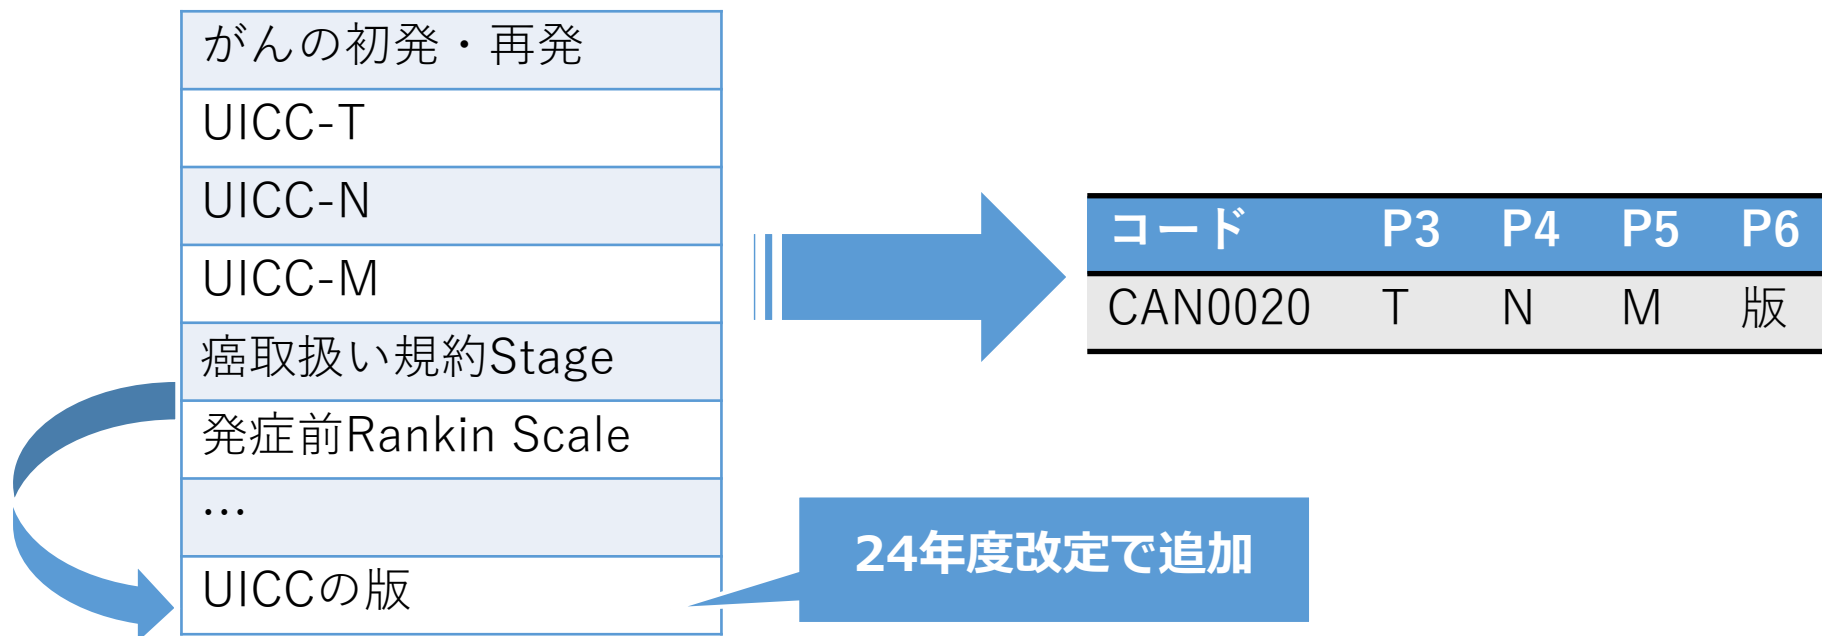 がんの初発・再発
UICC-T
UICC-N
UICC-M
癌取扱い規約Stage
発症前Rankin Scale
…
UICCの版
24年度改定で追加
コード P3 P4 P5 P6
CAN0020 T N M 版